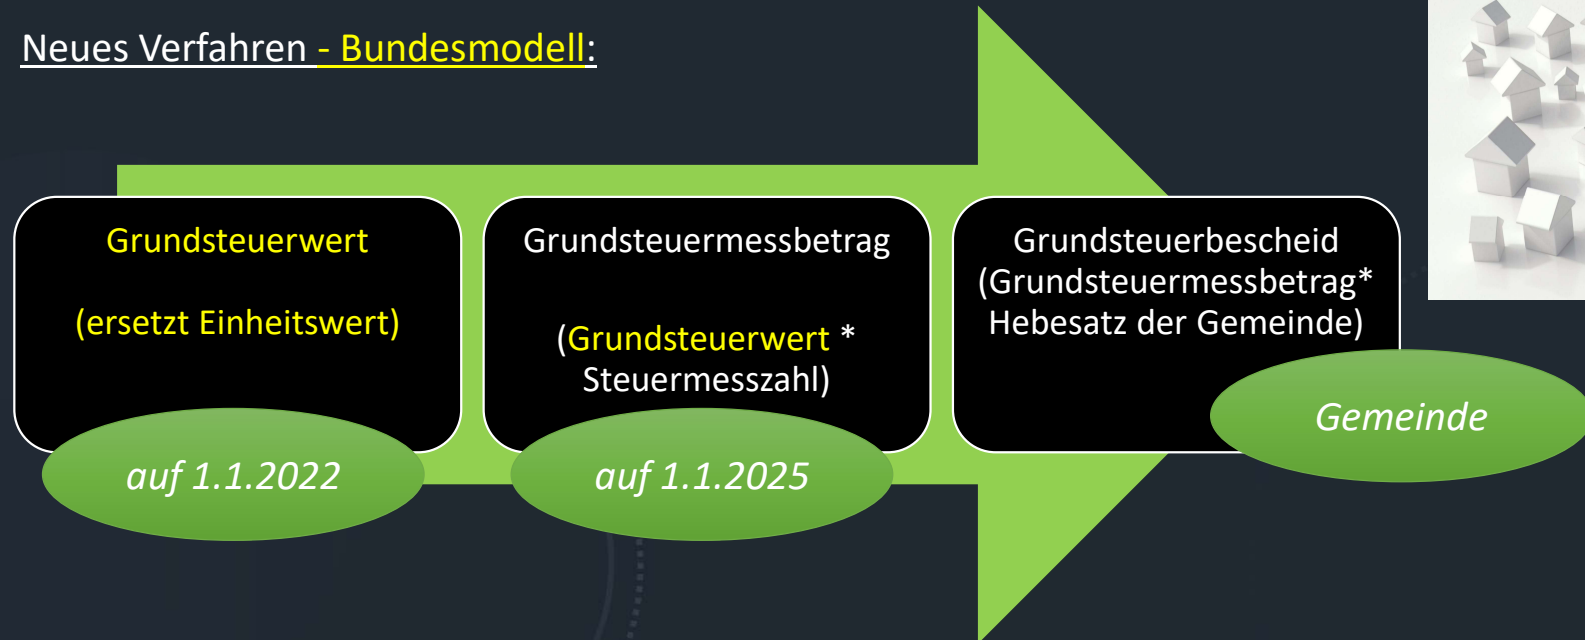 Neues Verfahren - Bundesmodell:
Grundsteuerwert
(ersetzt Einheitswert)
auf 1.1.2022
Grundsteuermessbetrag
(Grundsteuerwert *
Steuermesszahl)
auf 1.1.2025
Grundsteuerbescheid
(Grundsteuermessbetrag*
Hebesatz der Gemeinde)
Gemeinde